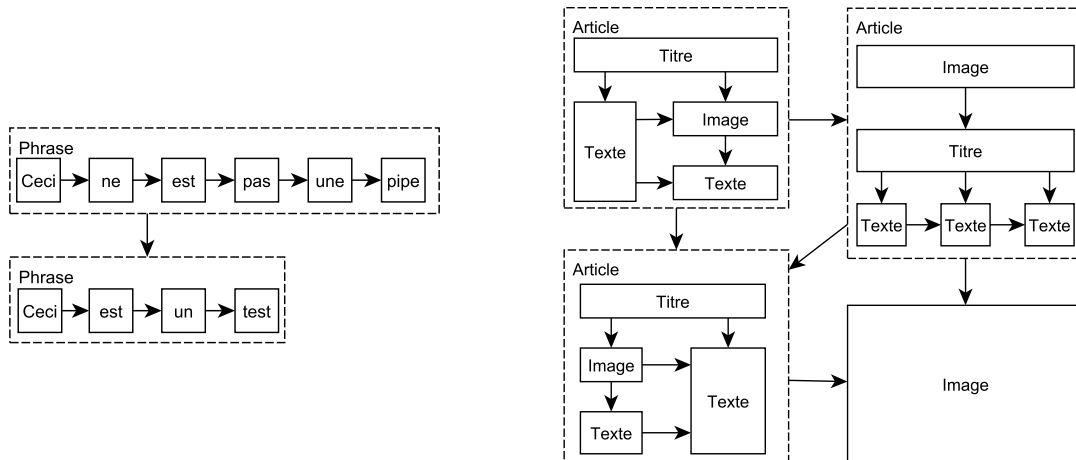 Phrase
Ceci ne est pas une pipe
Phrase
Ceci est un test
Article
Titre
Texte
Image
Texte
Article
Image
Titre
Texte Texte Texte
Article
Titre
Image
Texte
Texte
Image